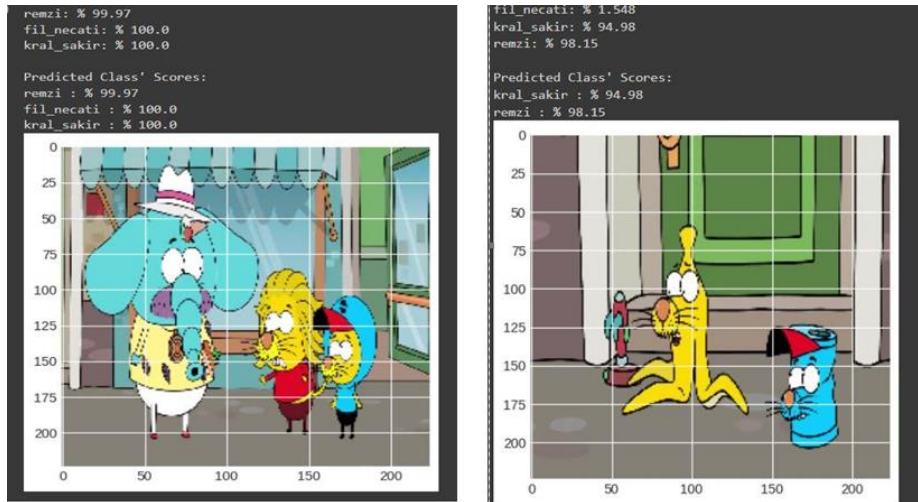 remzi: % 99.97
fil_necati: % 100.0
kral_sakir: % 100.0
Predicted Class' Scores:
remzi : % 99.97
fil_necati : % 100.0
kral_sakir : % 100.0
0
25
50
75
100
125
150
175
200
0 50 100 150 200
fil_necati: % 1.548
kral_sakir: % 94.98
remzi: % 98.15
Predicted Class' Scores:
kral_sakir : % 94.98
remzi : % 98.15
0
25
50
75
100
125
150
175
200
0 50 100 150 200